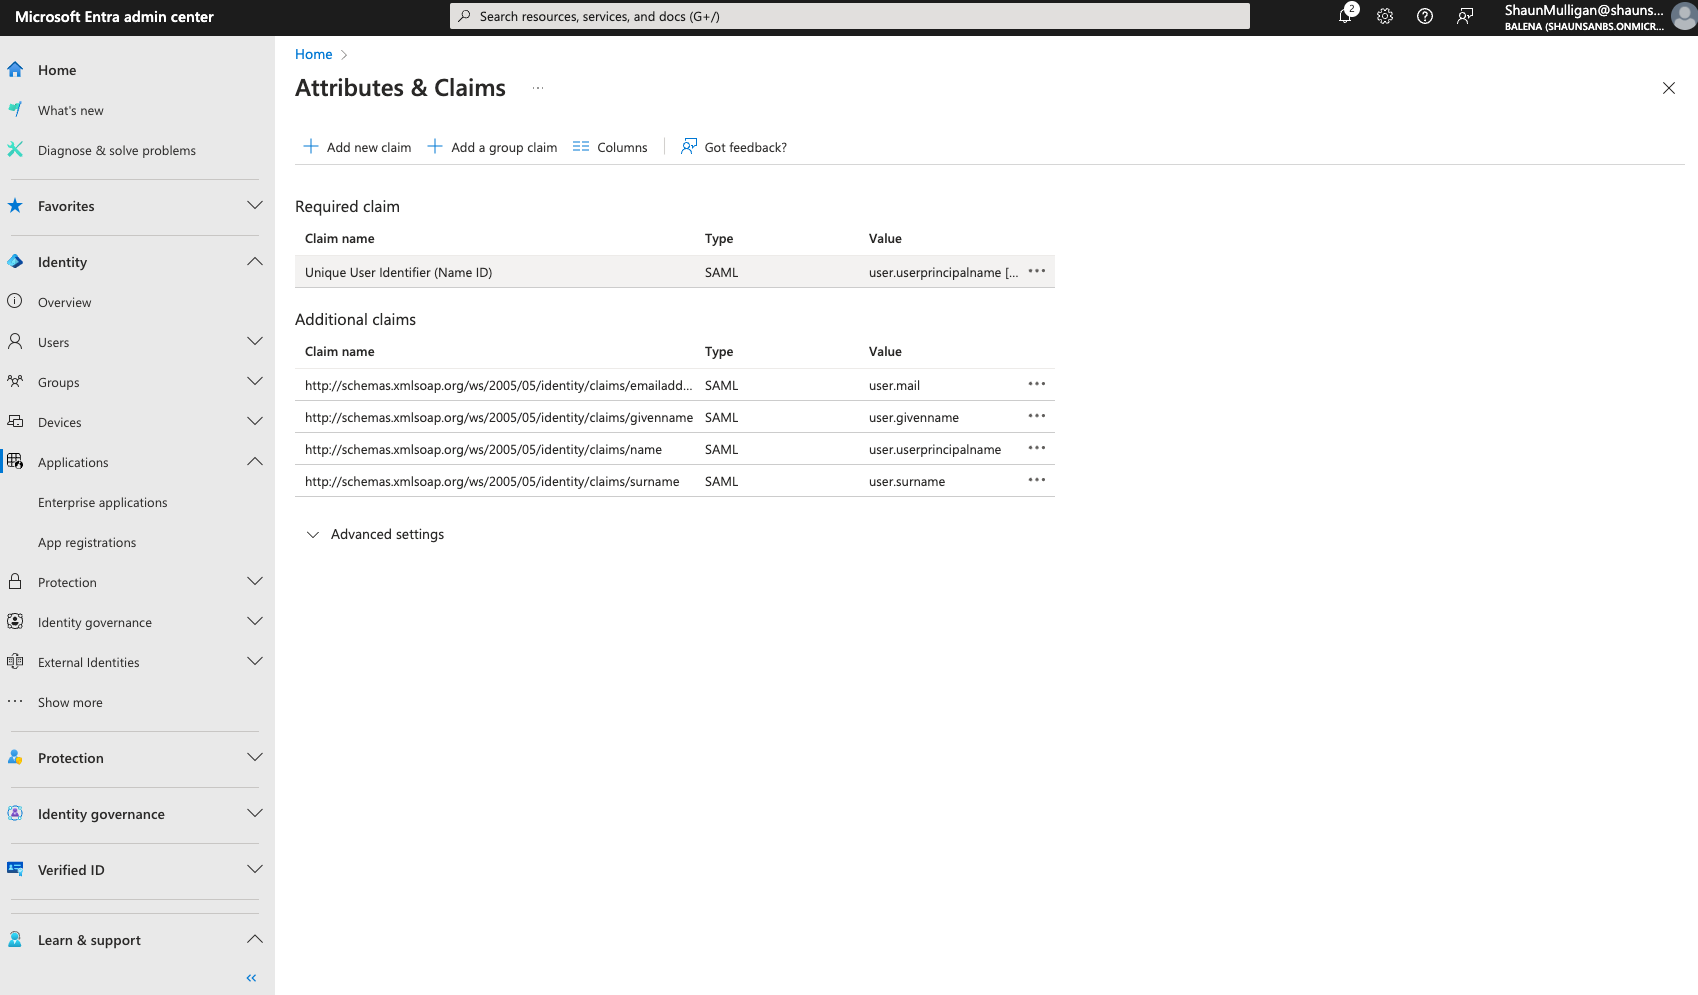 Microsoft Entra admin center
Search resources, services, and docs (G+/)
2
ShaunMulligan@shauns...
BALENA (SHAUNSANBS.ONMICR...
Home
What's new
Diagnose & solve problems
Favorites
Identity
Overview
Users
Groups
Devices
Applications
Enterprise applications
App registrations
Protection
Identity governance
External Identities
Show more
Protection
Identity governance
Verified ID
Learn & support
Home
Attributes & Claims
Add new claim Add a group claim Columns Got feedback?
Required claim
Claim name Type Value
Unique User Identifier (Name ID) SAML user.userprincipalname [...
Additional claims
Claim name Type Value
http://schemas.xmlsoap.org/ws/2005/05/identity/claims/emailadd... SAML user.mail
http://schemas.xmlsoap.org/ws/2005/05/identity/claims/givenname SAML user.givenname
http://schemas.xmlsoap.org/ws/2005/05/identity/claims/name SAML user.userprincipalname
http://schemas.xmlsoap.org/ws/2005/05/identity/claims/surname SAML user.surname
Advanced settings